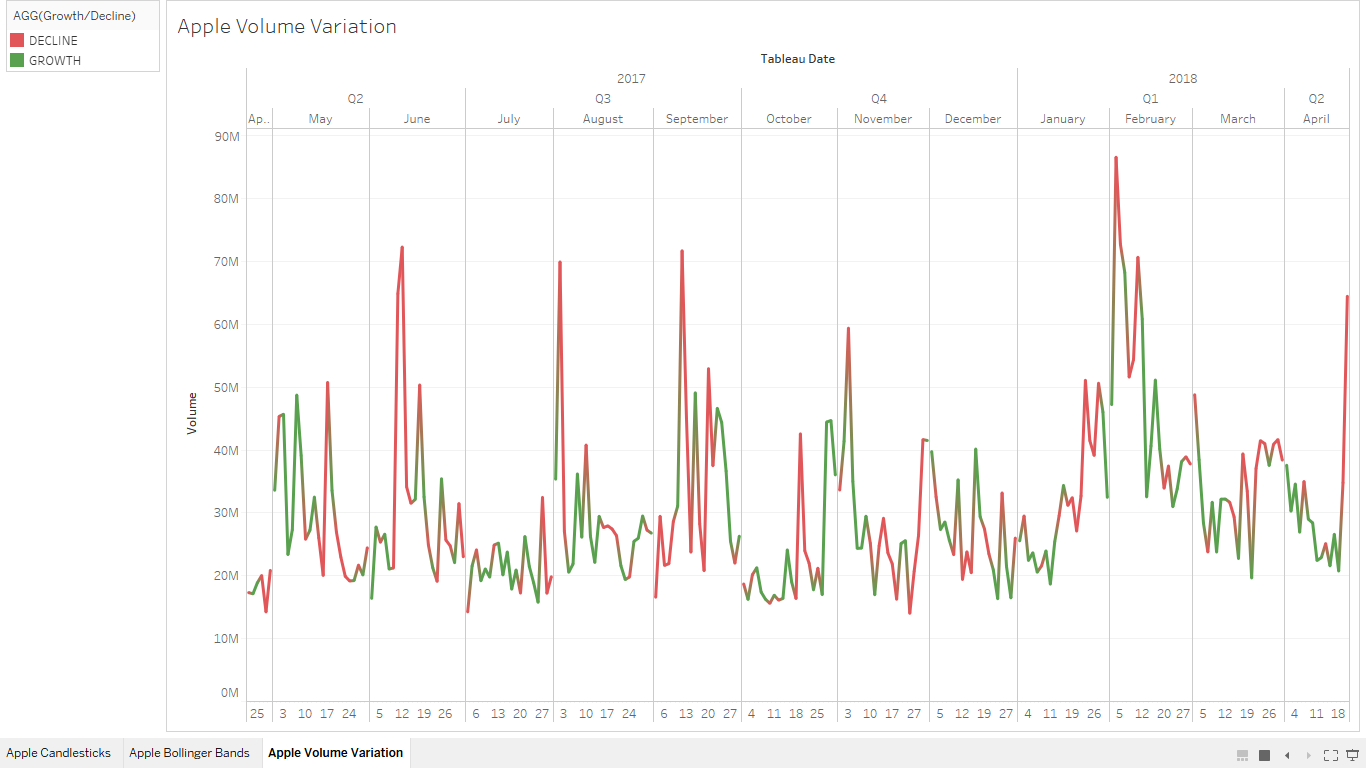 AGG(Growth/Decline)
DECLINE
GROWTH
Apple Volume Variation
Tableau Date
2017 2018
Q2 Q3 Q4 Q1 Q2
Ap.. May June July August September October November December January February March April
90M
80M
70M
60M
50M
40M
30M
20M
10M
0M
Volume
25 3 10 17 24 5 12 19 26 6 13 20 27 3 10 17 24 6 13 20 27 4 11 18 25 3 10 17 27 5 12 19 27 4 11 19 26 5 12 20 27 5 12 19 26 4 11 18
Apple Candlesticks Apple Bollinger Bands Apple Volume Variation